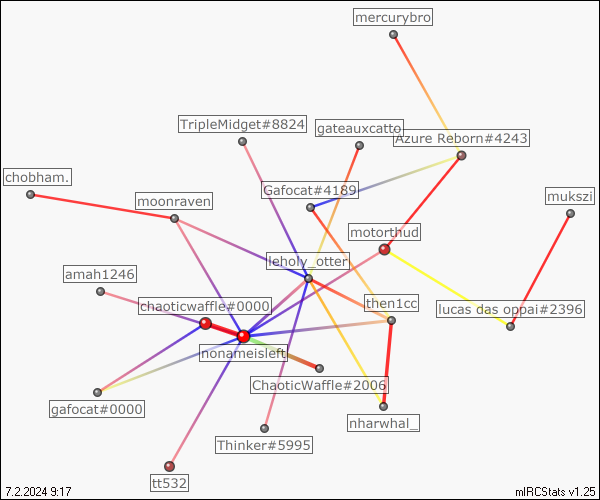 mercurybro
TripleMidget#8824
gateauxcatto
Azure Reborn#4243
chobham.
Gafocat#4189
mukszi
moonraven
motorthud
leholy_otter
amah1246
chaoticwaffle#0000
then1cc
lucas das oppai#2396
nonameisleft
ChaoticWaffle#2006
gafocat#0000
nharwhal_
Thinker#5995
tt532
7.2.2024 9:17
mIRCStats v1.25